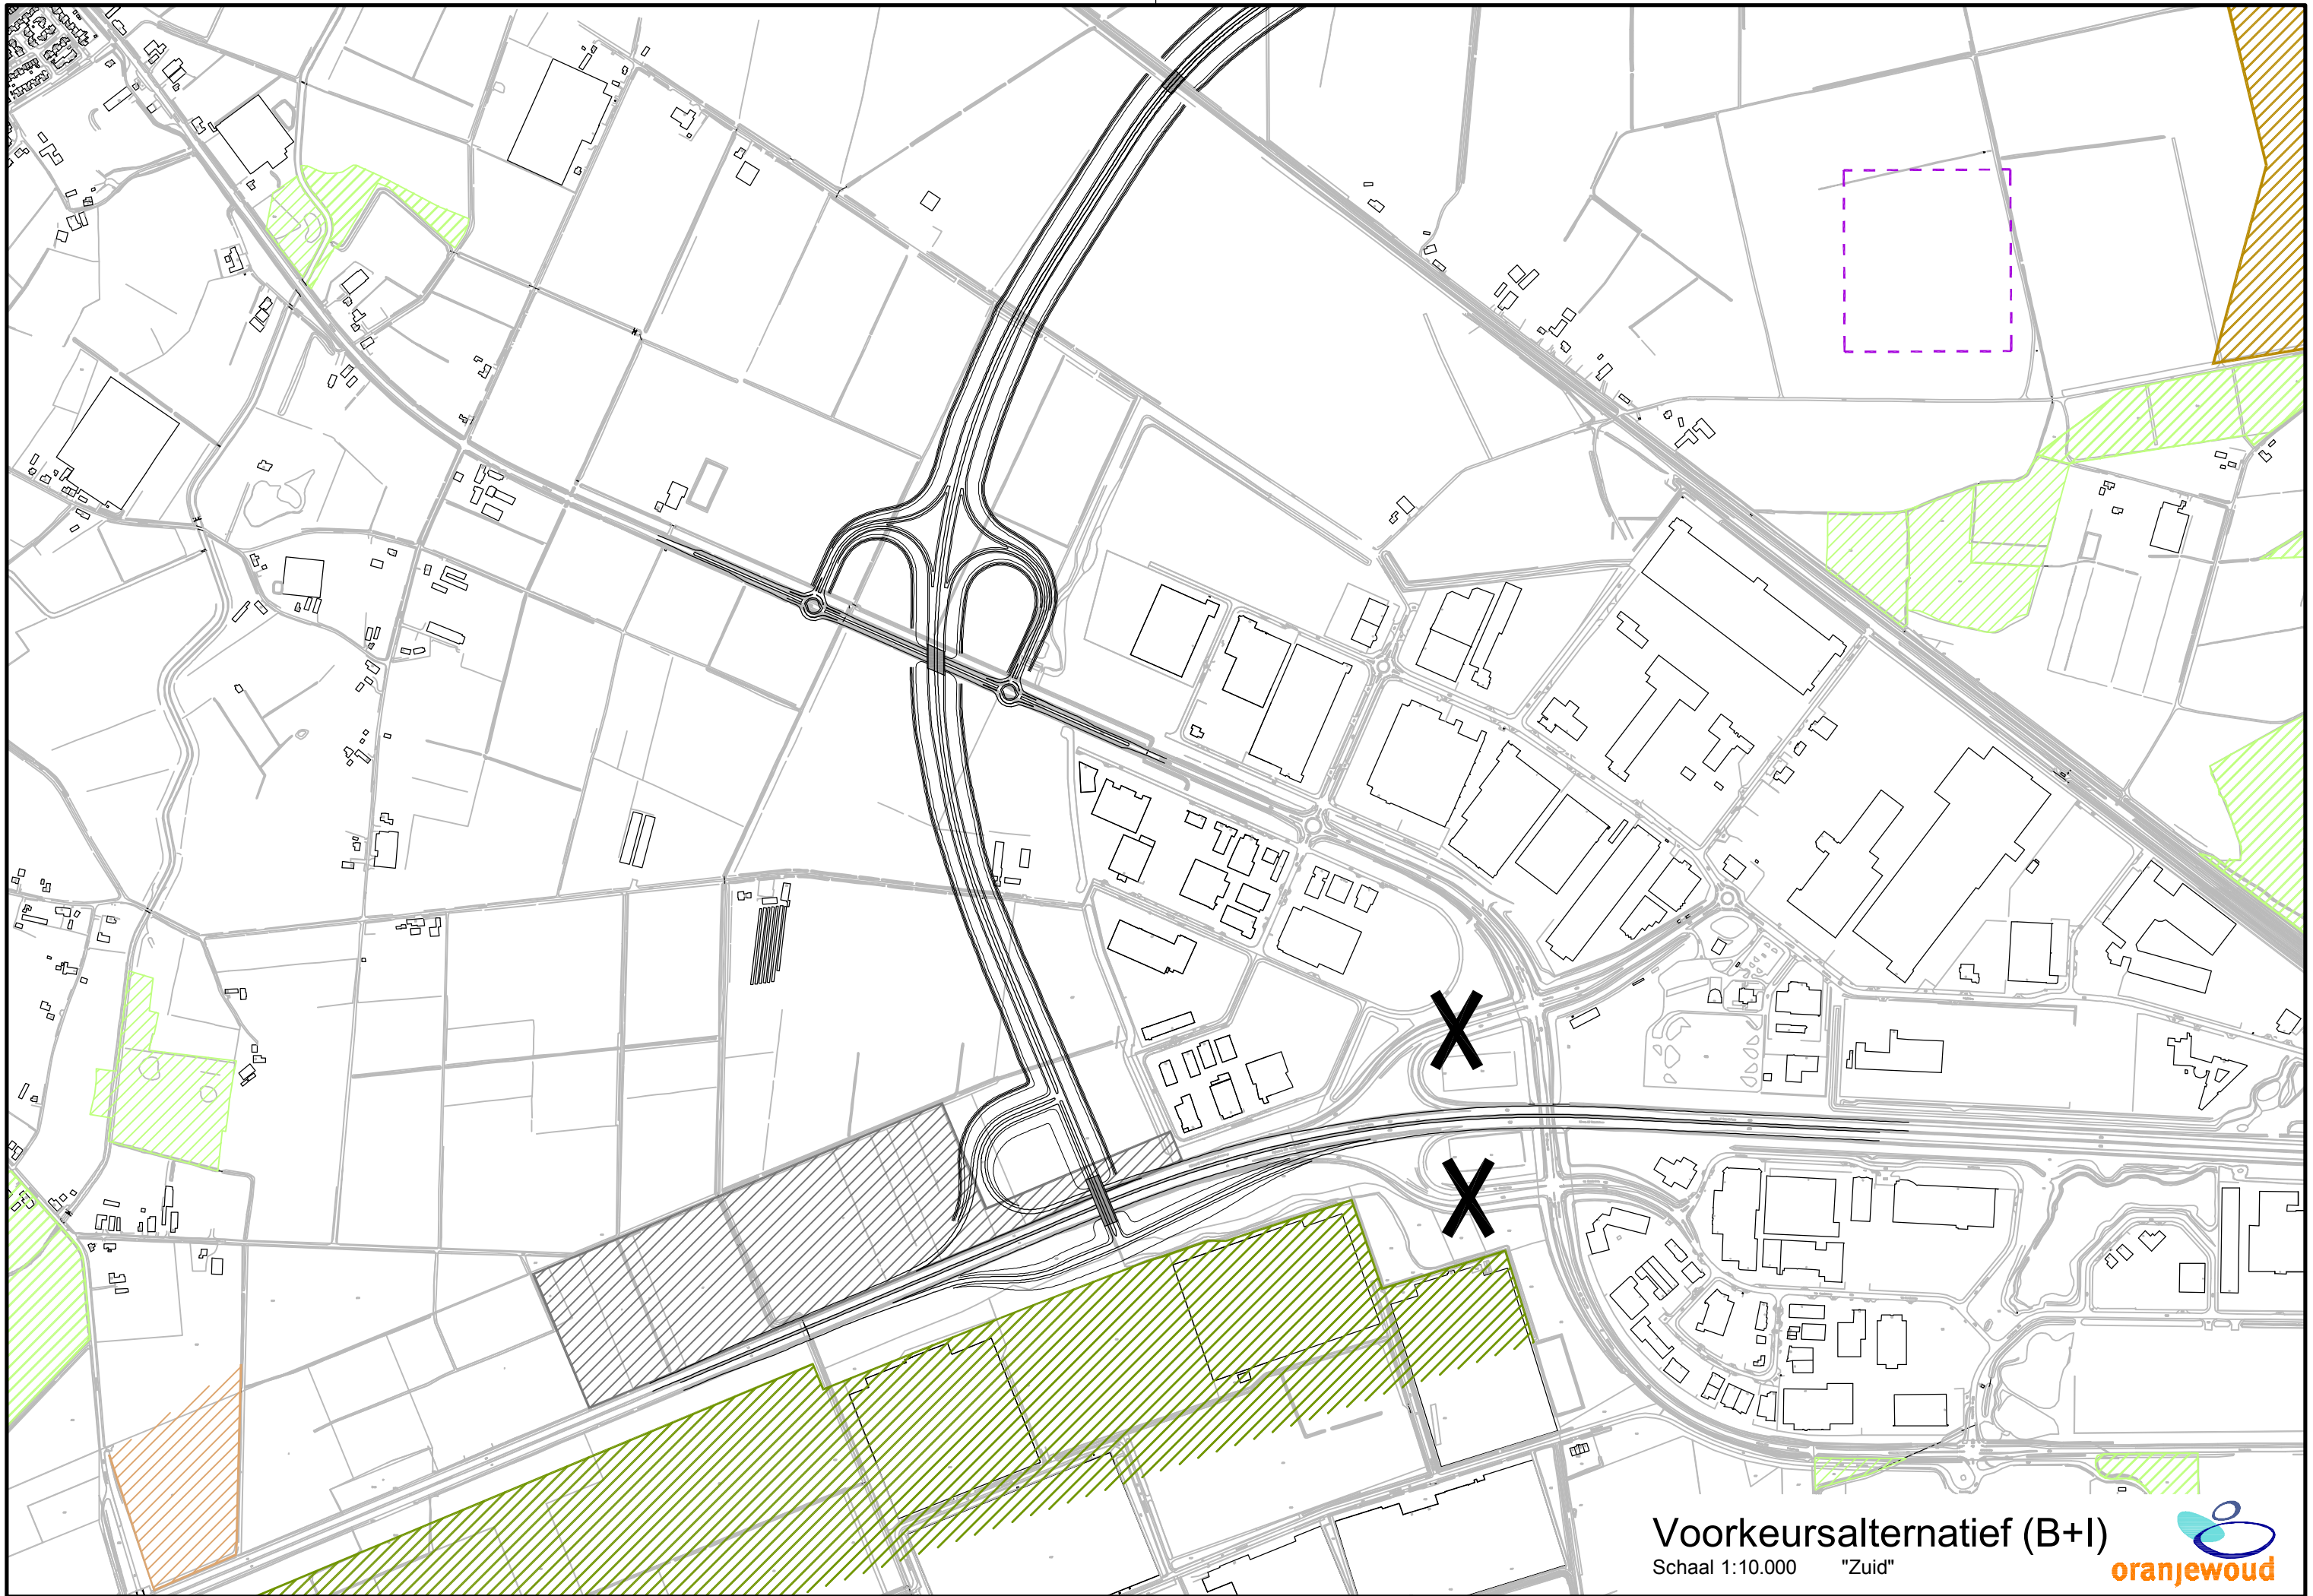 Voorkeursalternatief (B+I)
Schaal 1:10.000 "Zuid"
oranjewoud